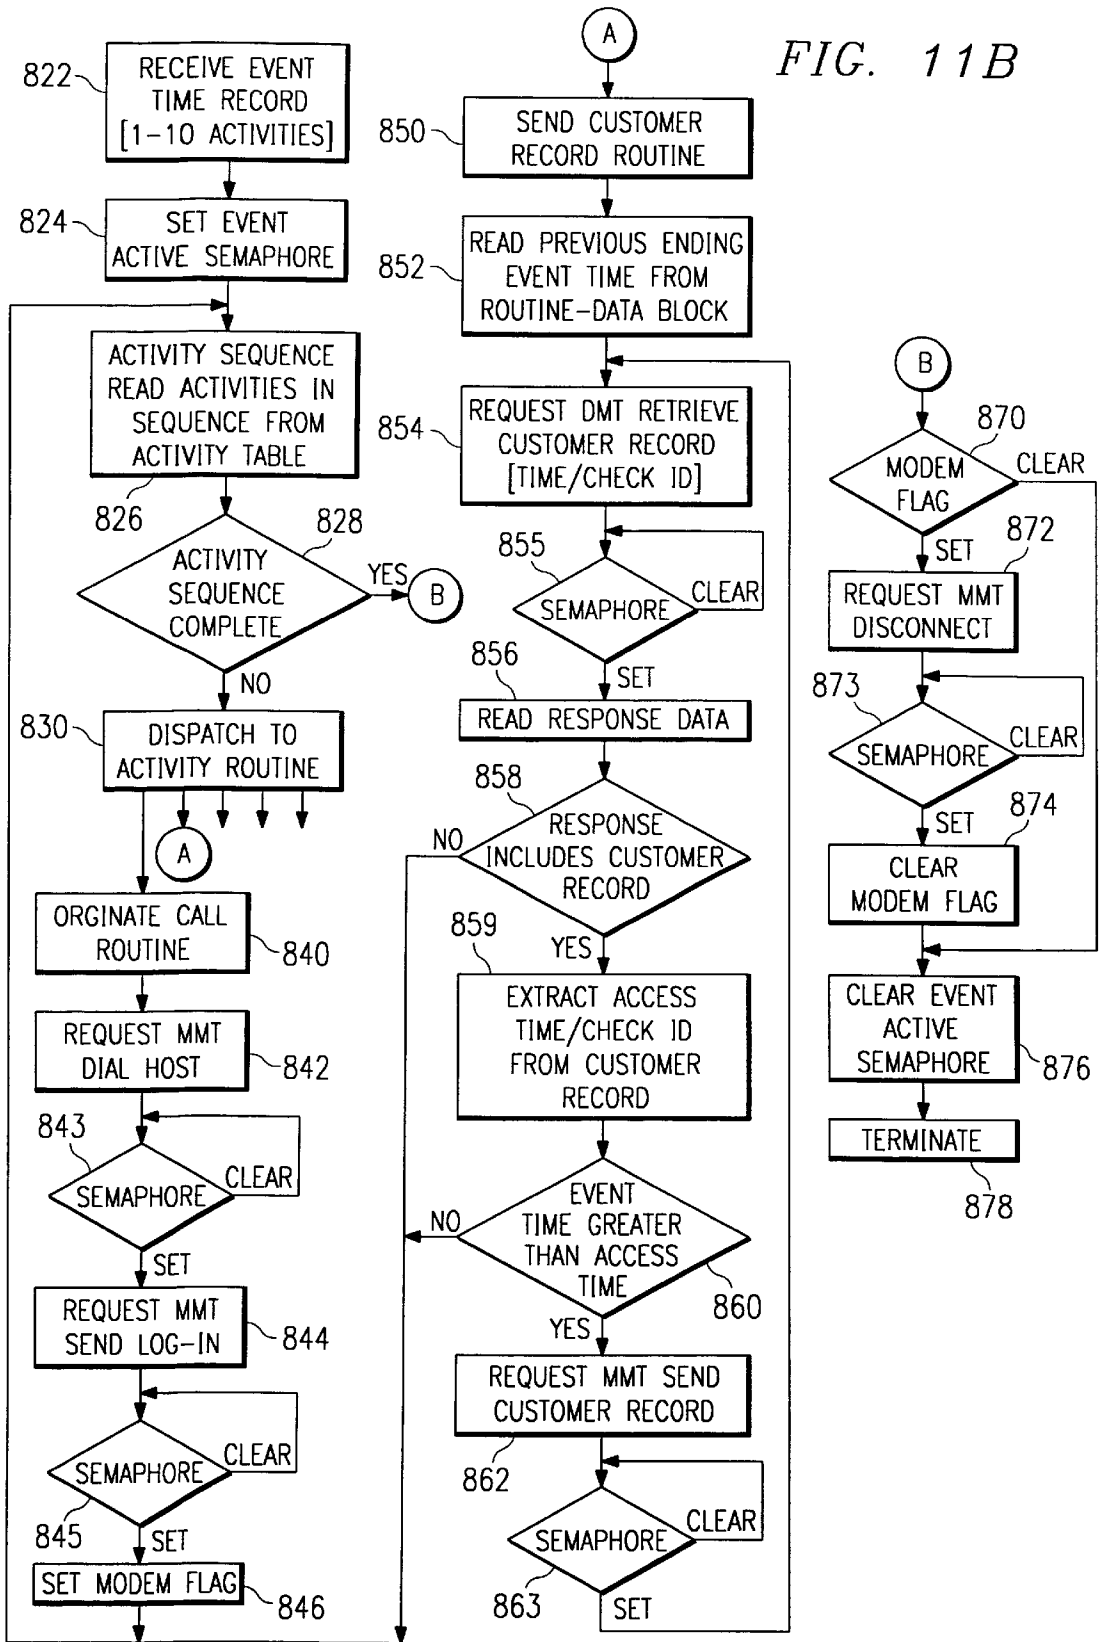 FIG. 11B
822
RECEIVE EVENT
TIME RECORD
[1-10 ACTIVITIES]
824
SET EVENT
ACTIVE SEMAPHORE
ACTIVITY SEQUENCE
READ ACTIVITIES IN
SEQUENCE FROM
ACTIVITY TABLE
826
828
ACTIVITY
SEQUENCE
COMPLETE
YES
B
NO
830
DISPATCH TO
ACTIVITY ROUTINE
A
ORGINATE CALL
ROUTINE
840
REQUEST MMT
DIAL HOST
842
843
SEMAPHORE
CLEAR
SET
REQUEST MMT
SEND LOG-IN
844
SEMAPHORE
CLEAR
845
SET
SET MODEM FLAG
846
A
850
SEND CUSTOMER
RECORD ROUTINE
852
READ PREVIOUS ENDING
EVENT TIME FROM
ROUTINE-DATA BLOCK
854
REQUEST DMT RETRIEVE
CUSTOMER RECORD
[TIME/CHECK ID]
855
SEMAPHORE
CLEAR
SET
856
READ RESPONSE DATA
858
RESPONSE
INCLUDES CUSTOMER
RECORD
NO
YES
859
EXTRACT ACCESS
TIME/CHECK ID
FROM CUSTOMER
RECORD
EVENT
TIME GREATER
THAN ACCESS
TIME
NO
860
YES
REQUEST MMT SEND
CUSTOMER RECORD
862
SEMAPHORE
CLEAR
863
SET
B
870
MODEM
FLAG
CLEAR
SET
872
REQUEST MMT
DISCONNECT
873
SEMAPHORE
CLEAR
SET
874
CLEAR
MODEM FLAG
CLEAR EVENT
ACTIVE
SEMAPHORE
876
TERMINATE
878